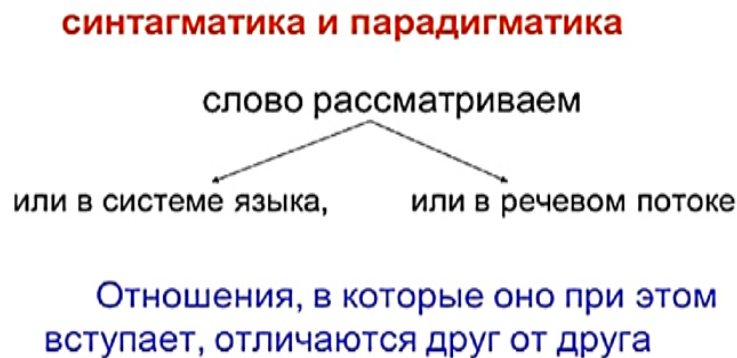 синтагматика и парадигматика
слово рассматриваем
или в системе языка, или в речевом потоке
Отношения, в которые оно при этом
вступает, отличаются друг от друга